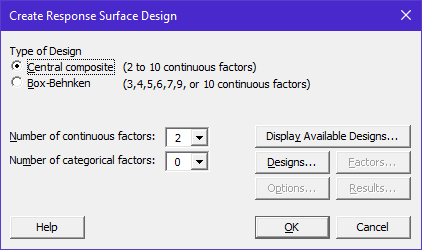 Create Response Surface Design
Type of Design
Central composite (2 to 10 continuous factors)
Box-Behnken (3,4,5,6,7,9, or 10 continuous factors)
Number of continuous factors: 2 Display Available Designs...
Number of categorical factors: 0 Designs... Factors...
Options... Results...
Help OK Cancel